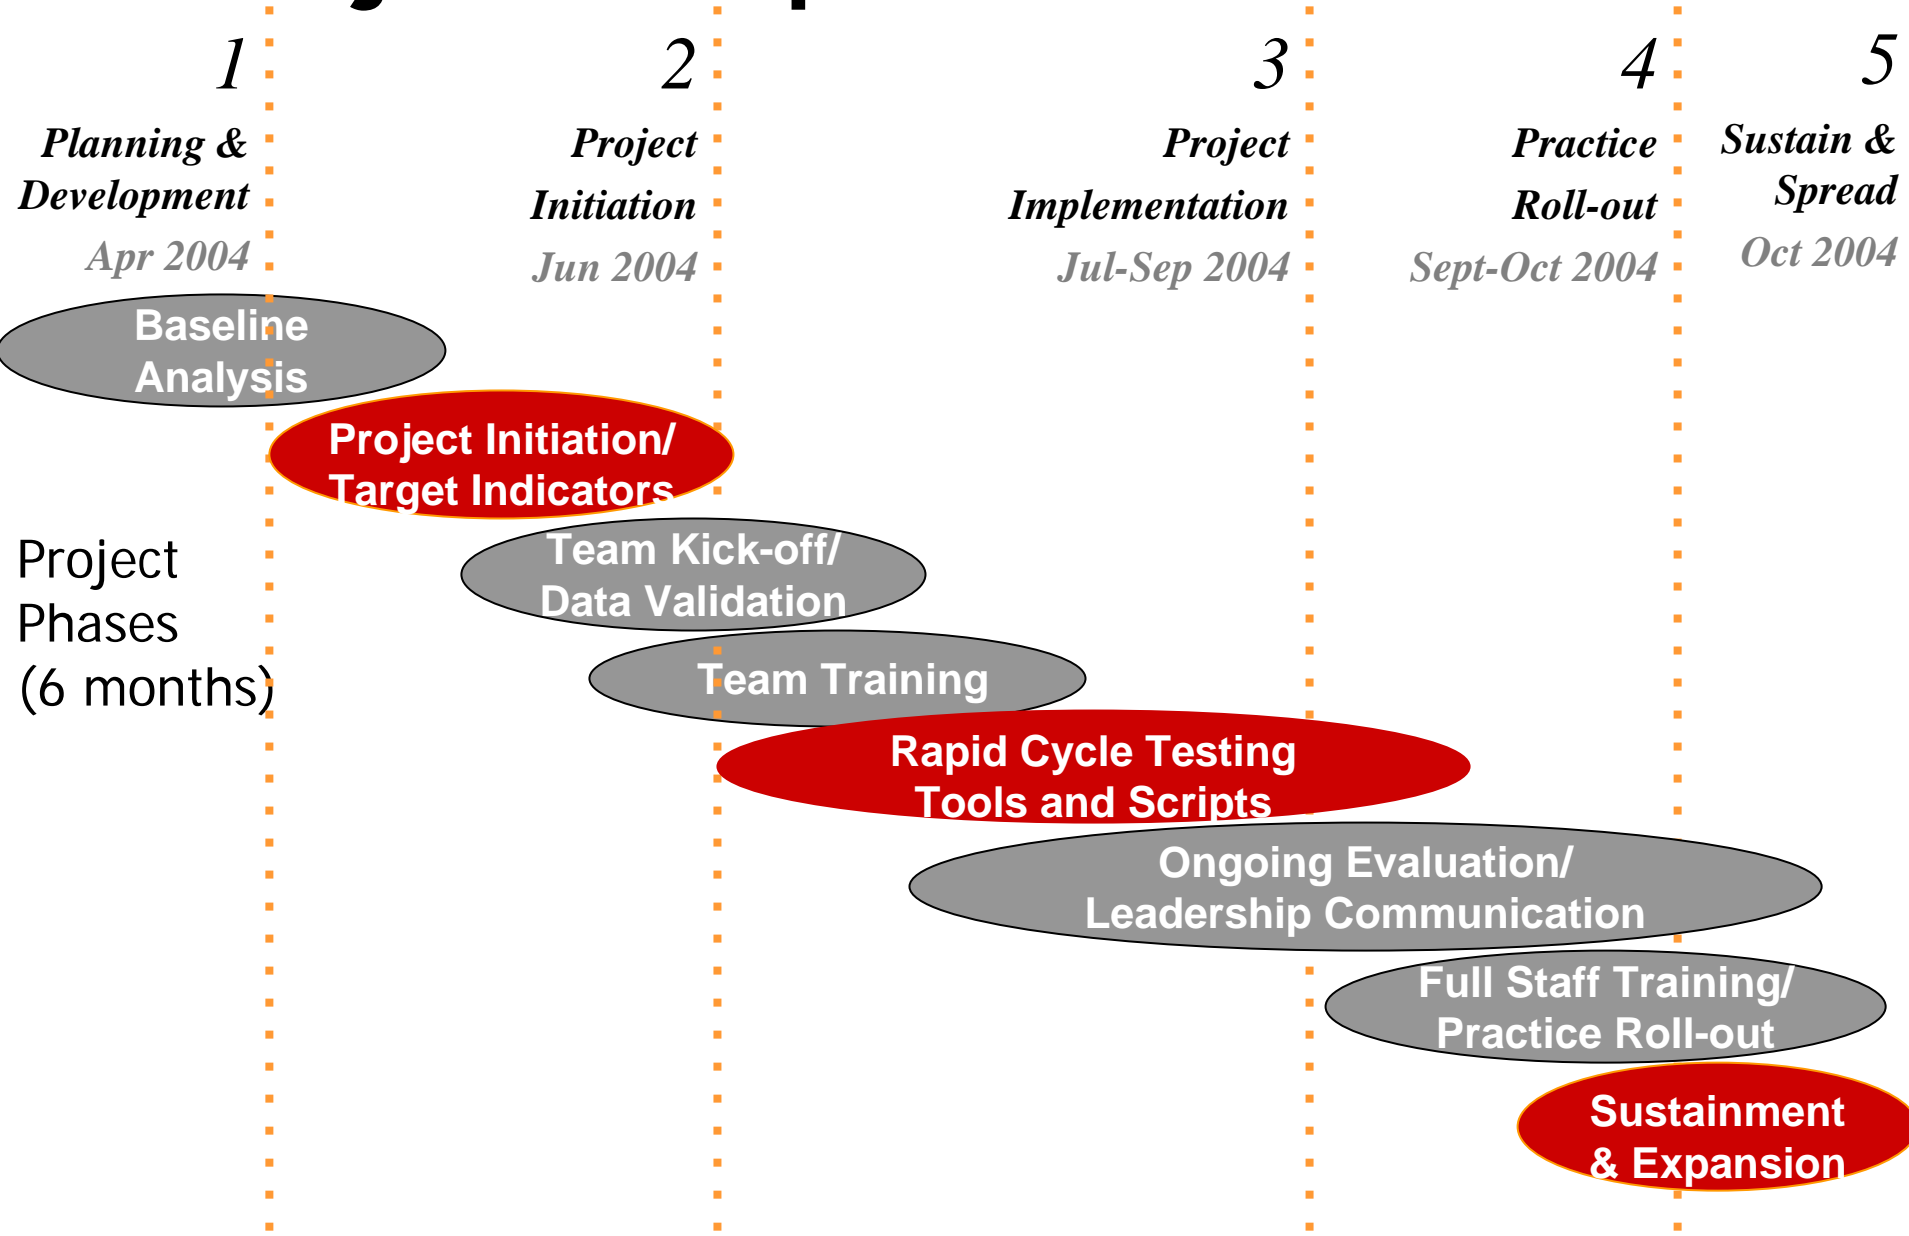 1
Planning &
Development
Apr 2004
2
Project
Initiation
Jun 2004
3
Project
Implementation
Jul-Sep 2004
4
Practice
Roll-out
Sept-Oct 2004
5
Sustain &
Spread
Oct 2004
Baseline
Analysis
Project Initiation/
Target Indicators
Project
Phases
(6 months)
Team Kick-off/
Data Validation
Team Training
Rapid Cycle Testing
Tools and Scripts
Ongoing Evaluation/
Leadership Communication
Full Staff Training/
Practice Roll-out
Sustainment
& Expansion